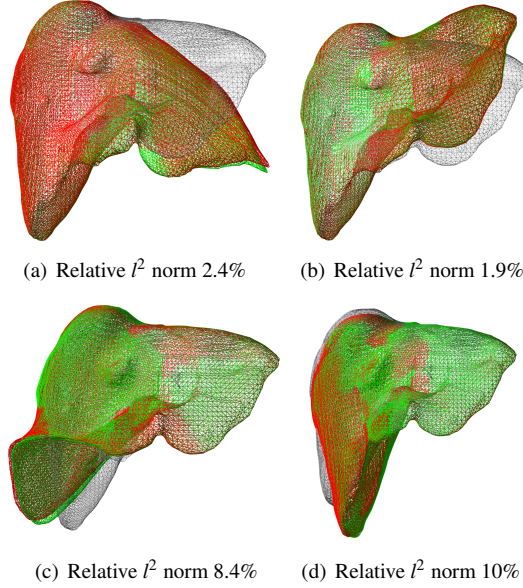 (a) Relative l² norm 2.4%
(b) Relative l² norm 1.9%
(c) Relative l² norm 8.4%
(d) Relative l² norm 10%